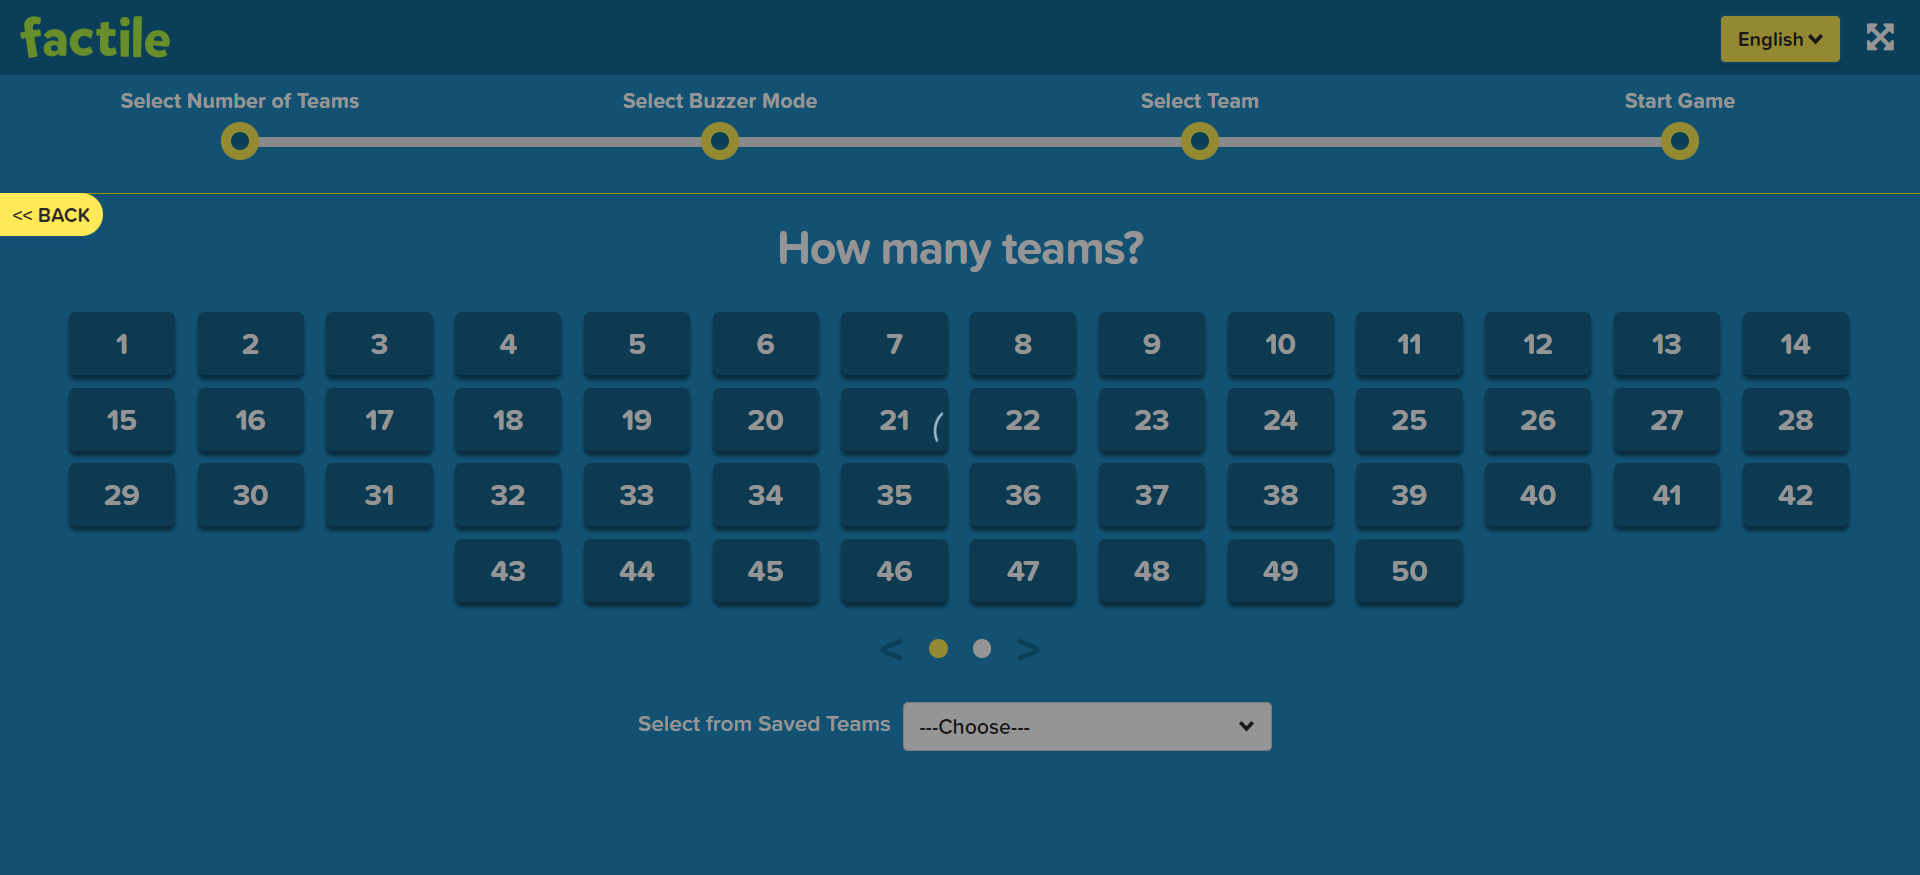 factile
English
Select Number of Teams
Select Buzzer Mode
Select Team
Start Game
<< BACK
How many teams?
1 2 3 4 5 6 7 8 9 10 11 12 13 14
15 16 17 18 19 20 21 22 23 24 25 26 27 28
29 30 31 32 33 34 35 36 37 38 39 40 41 42
43 44 45 46 47 48 49 50
< >
Select from Saved Teams
---Choose---